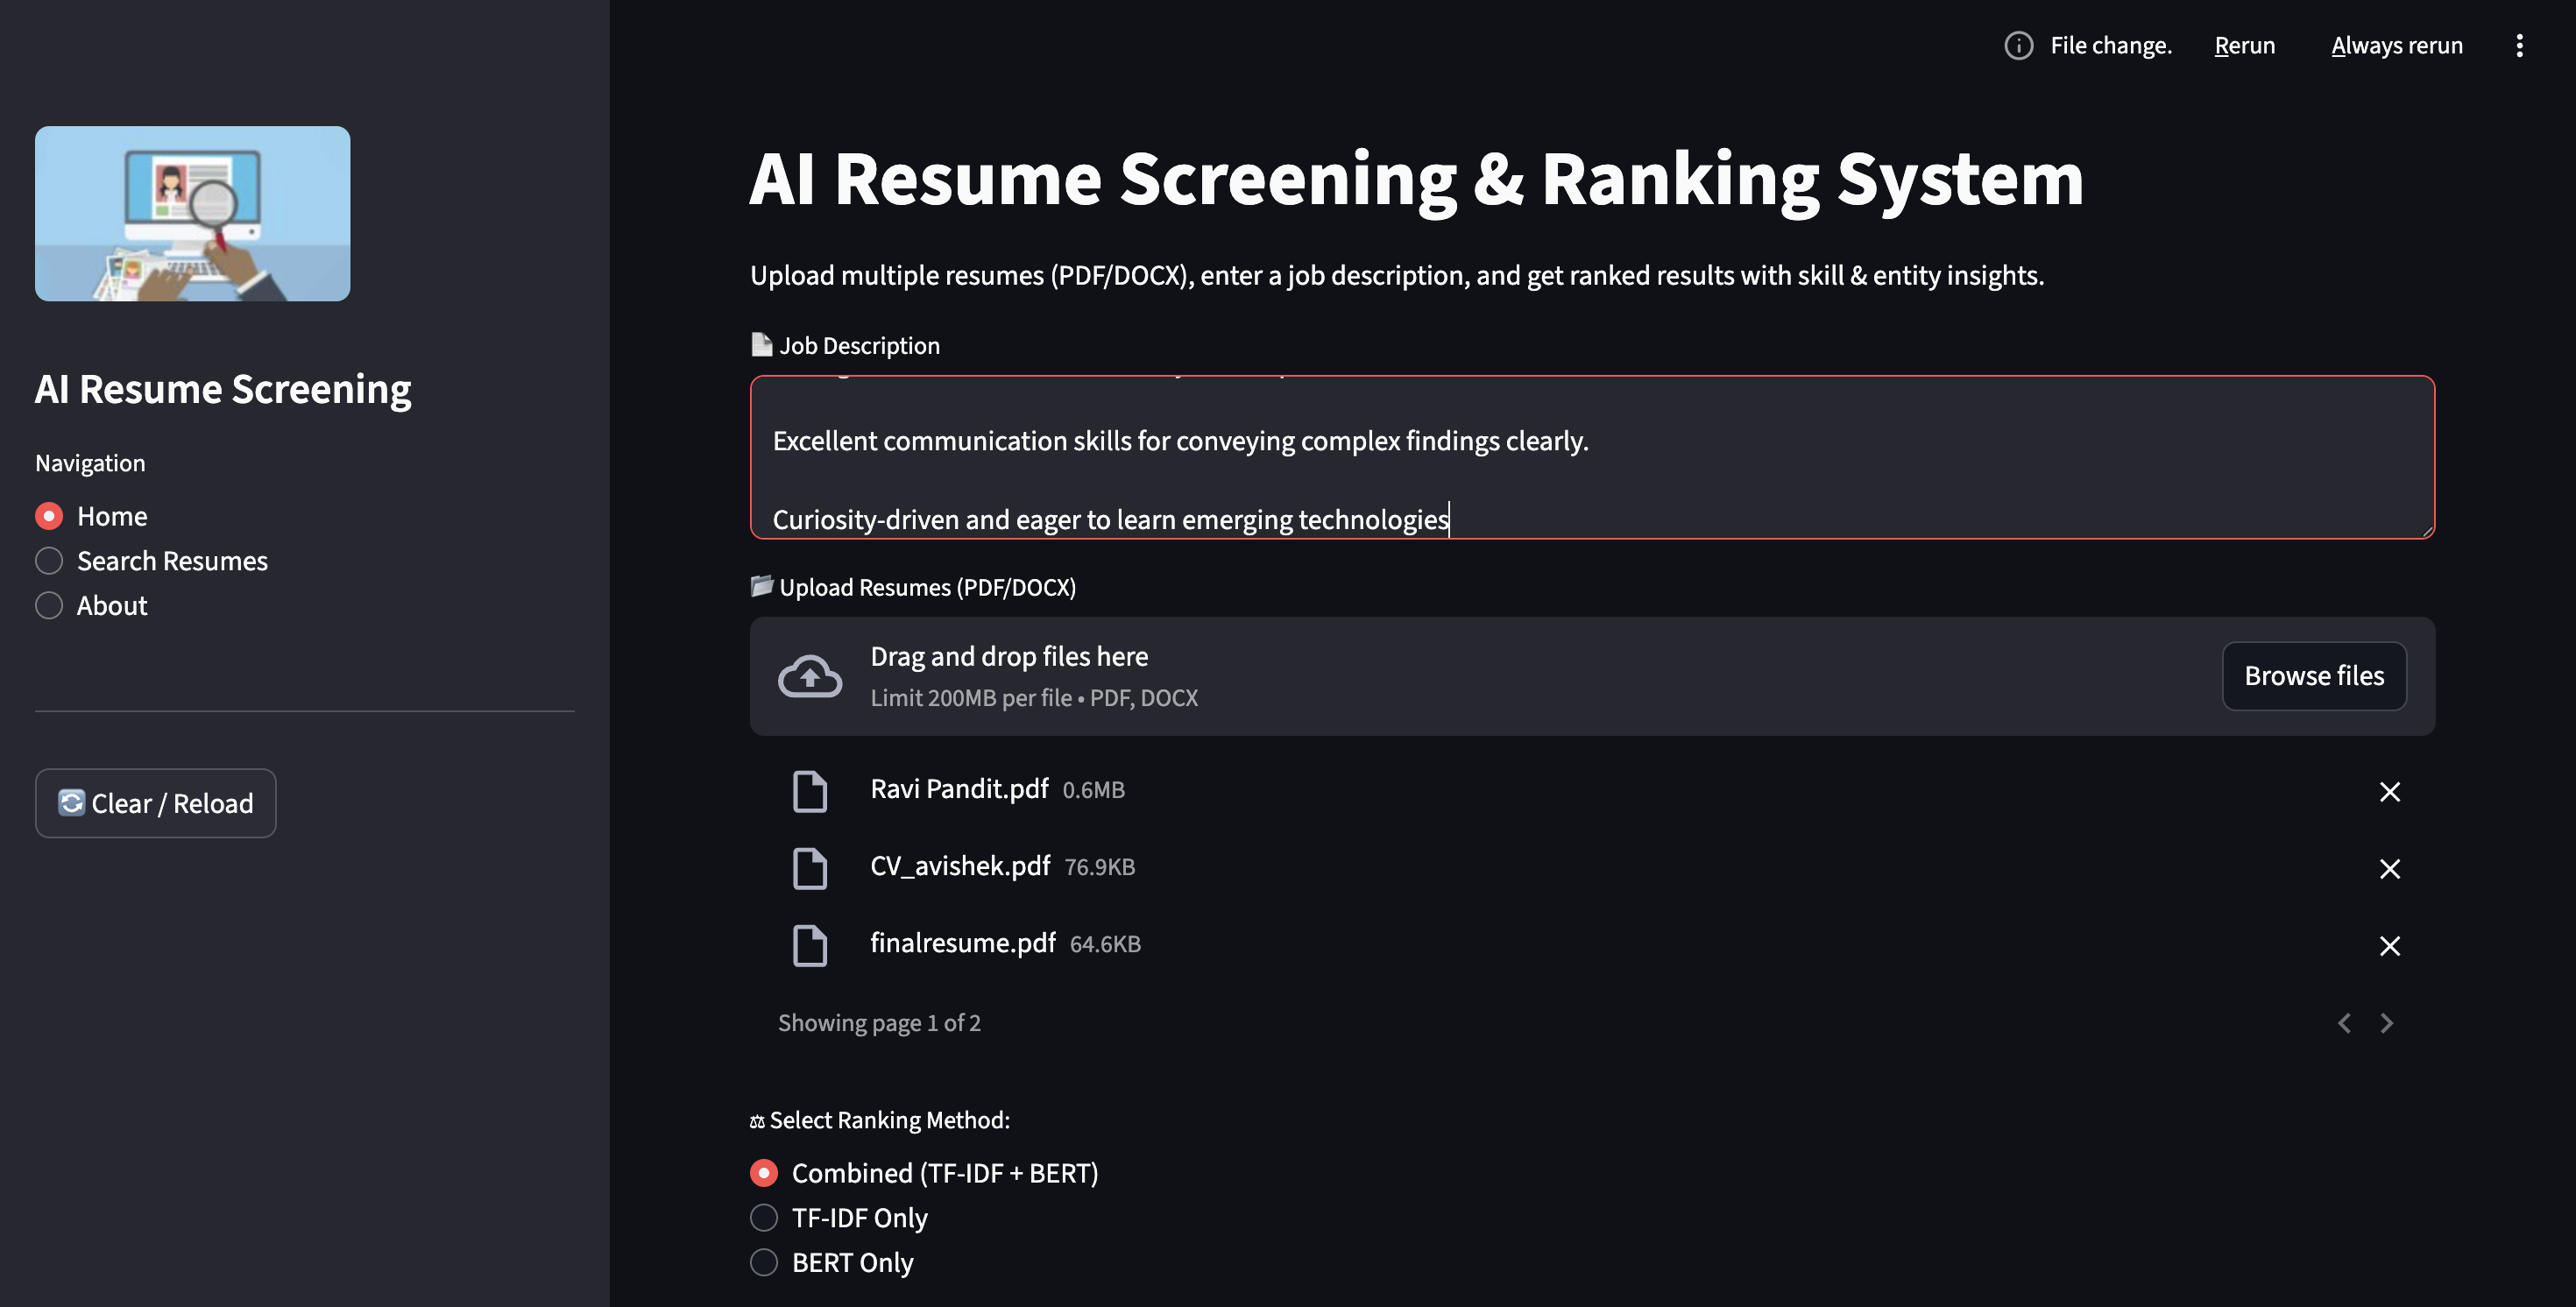 File change.
Rerun
Always rerun
AI Resume Screening
Navigation
Home
Search Resumes
About
Clear / Reload
AI Resume Screening & Ranking System
Upload multiple resumes (PDF/DOCX), enter a job description, and get ranked results with skill & entity insights.
Job Description
Excellent communication skills for conveying complex findings clearly.
Curiosity-driven and eager to learn emerging technologies
Upload Resumes (PDF/DOCX)
Drag and drop files here
Limit 200MB per file • PDF, DOCX
Browse files
Ravi Pandit.pdf 0.6MB
CV_avishek.pdf 76.9KB
finalresume.pdf 64.6KB
Showing page 1 of 2
Select Ranking Method:
Combined (TF-IDF + BERT)
TF-IDF Only
BERT Only